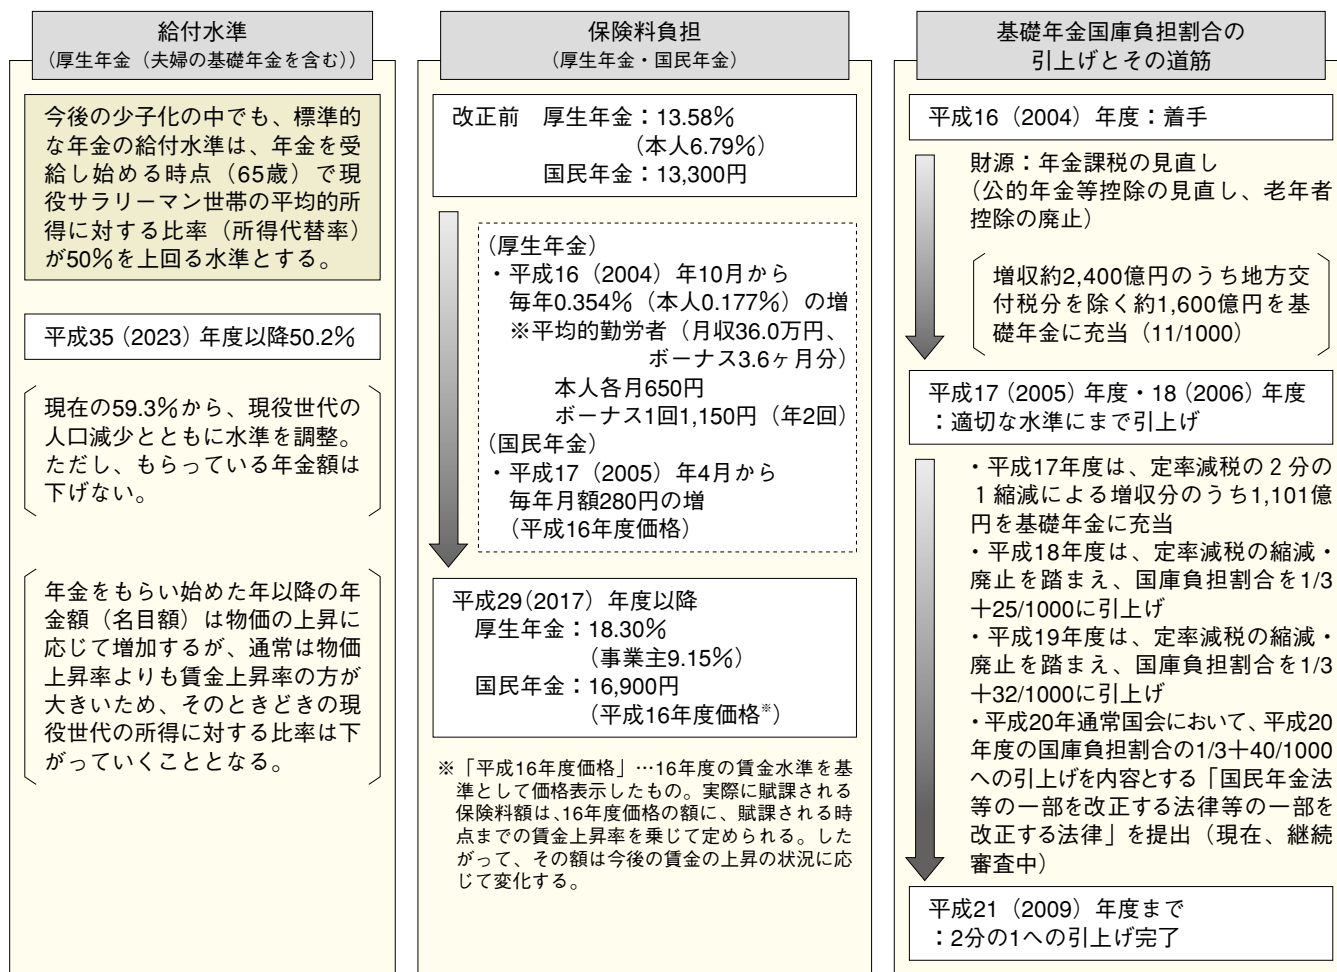 給付水準
（厚生年金（夫婦の基礎年金を含む））
今後の少子化の中でも、標準的
な年金の給付水準は、年金を受
給し始める時点（65歳）で現
役サラリーマン世帯の平均的所
得に対する比率（所得代替率）
が50％を上回る水準とする。
平成35（2023）年度以降50.2％
現在の59.3％から、現役世代の
人口減少とともに水準を調整。
ただし、もらっている年金額は
下げない。
年金をもらい始めた年以降の年
金額（名目額）は物価の上昇に
応じて増加するが、通常は物価
上昇率よりも賃金上昇率の方が
大きいため、そのときどきの現
役世代の所得に対する比率は下
がっていくこととなる。
保険料負担
（厚生年金・国民年金）
改正前　厚生年金：13.58％
（本人6.79％）
国民年金：13,300円
（厚生年金）
・平成16（2004）年10月から
毎年0.354％（本人0.177％）の増
※平均的勤労者（月収36.0万円、
ボーナス3.6ヶ月分）
本人各月650円
ボーナス1回1,150円（年2回）
（国民年金）
・平成17（2005）年4月から
毎年月額280円の増
（平成16年度価格）
平成29（2017）年度以降
厚生年金：18.30％
（事業主9.15％）
国民年金：16,900円
（平成16年度価格※）
※「平成16年度価格」…16年度の賃金水準を基
準として価格表示したもの。実際に賦課される
保険料額は、16年度価格の額に、賦課される時
点までの賃金上昇率を乗じて定められる。した
がって、その額は今後の賃金の上昇の状況に応
じて変化する。
基礎年金国庫負担割合の
引上げとその道筋
平成16（2004）年度：着手
財源：年金課税の見直し
（公的年金等控除の見直し、老年者
控除の廃止）
増収約2,400億円のうち地方交
付税分を除く約1,600億円を基
礎年金に充当（11/1000）
平成17（2005）年度・18（2006）年度
：適切な水準にまで引上げ
・平成17年度は、定率減税の２分の
１縮減による増収分のうち1,101億
円を基礎年金に充当
・平成18年度は、定率減税の縮減・
廃止を踏まえ、国庫負担割合を1/3
＋25/1000に引上げ
・平成19年度は、定率減税の縮減・
廃止を踏まえ、国庫負担割合を1/3
＋32/1000に引上げ
・平成20年通常国会において、平成20
年度の国庫負担割合の1/3＋40/1000
への引上げを内容とする「国民年金法
等の一部を改正する法律等の一部を
改正する法律」を提出（現在、継続
審査中）
平成21（2009）年度まで
：2分の1への引上げ完了